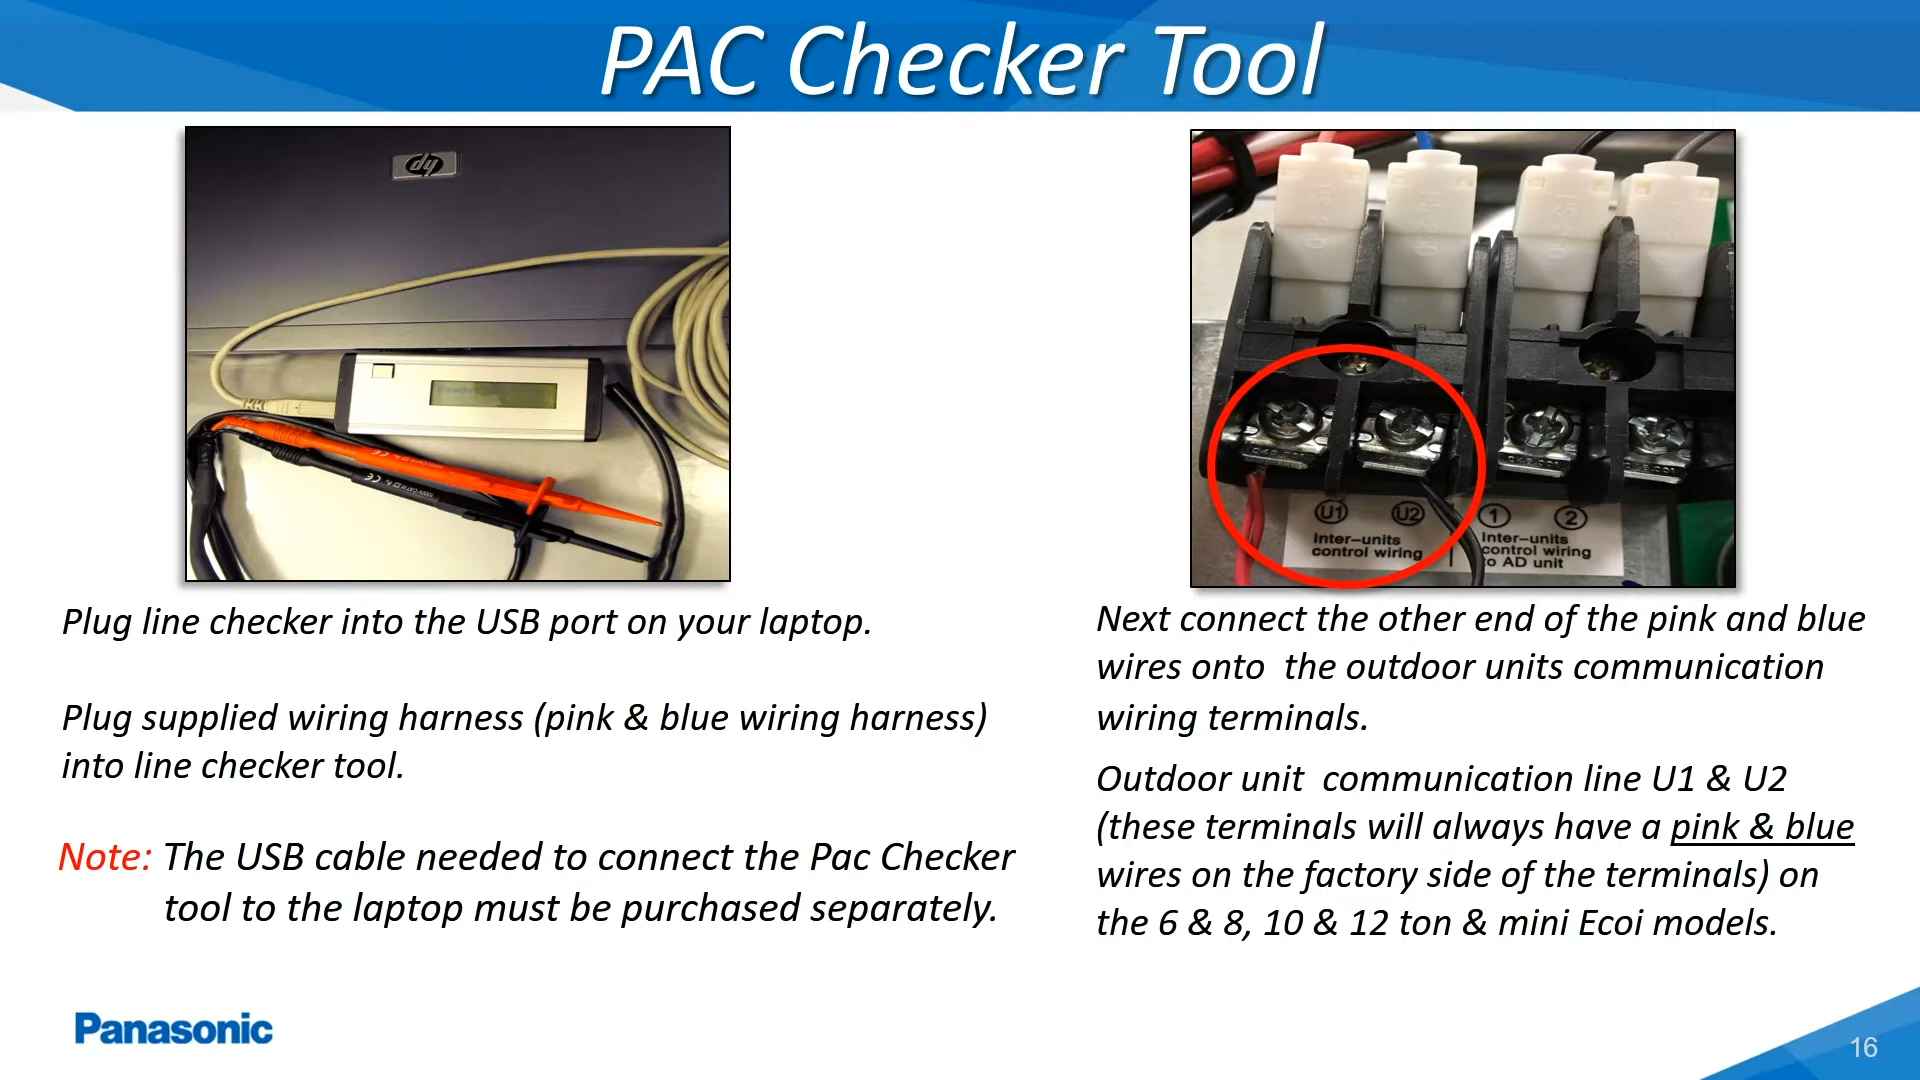 PAC Checker Tool
hp
U1 U2 1 2
Inter-units
control wiring
Inter-units
control wiring
to AD unit
Plug line checker into the USB port on your laptop.
Plug supplied wiring harness (pink & blue wiring harness)
into line checker tool.
Note: The USB cable needed to connect the Pac Checker
tool to the laptop must be purchased separately.
Next connect the other end of the pink and blue
wires onto the outdoor units communication
wiring terminals.
Outdoor unit communication line U1 & U2
(these terminals will always have a pink & blue
wires on the factory side of the terminals) on
the 6 & 8, 10 & 12 ton & mini Ecoi models.
Panasonic
16